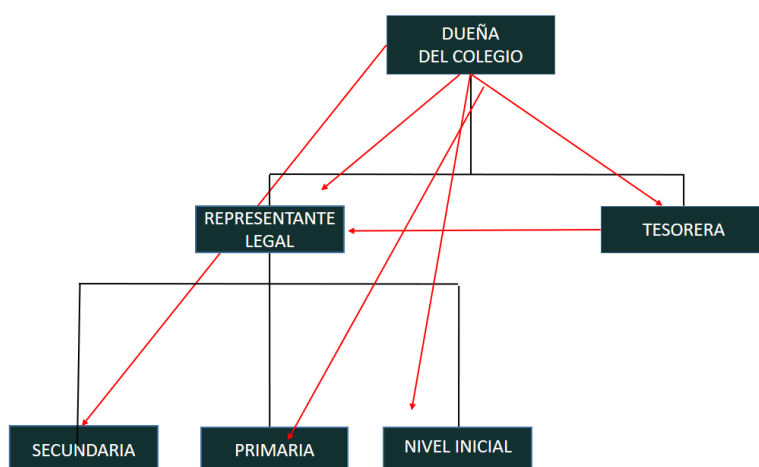 DUEÑA
DEL COLEGIO
REPRESENTANTE
LEGAL
TESORERA
SECUNDARIA
PRIMARIA
NIVEL INICIAL